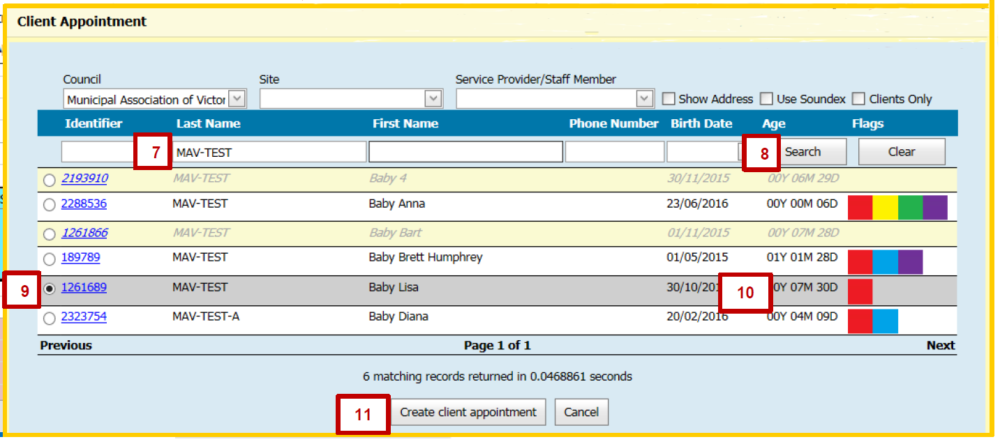 Client Appointment
Council Site Service Provider/Staff Member
Municipal Association of Victor Show Address Use Soundex Clients Only
Identifier Last Name First Name Phone Number Birth Date Age Flags
7 MAV-TEST 8 Search Clear
2193910 MAV-TEST Baby 4 30/11/2015 00Y 06M 29D
2288536 MAV-TEST Baby Anna 23/06/2016 00Y 00M 06D
1261866 MAV-TEST Baby Bart 01/11/2015 00Y 07M 28D
189789 MAV-TEST Baby Brett Humphrey 01/05/2015 01Y 01M 28D
9 1261689 MAV-TEST Baby Lisa 30/10/201 10 0Y 07M 30D
2323754 MAV-TEST-A Baby Diana 20/02/2016 00Y 04M 09D
Previous Page 1 of 1 Next
6 matching records returned in 0.0468861 seconds
11 Create client appointment Cancel